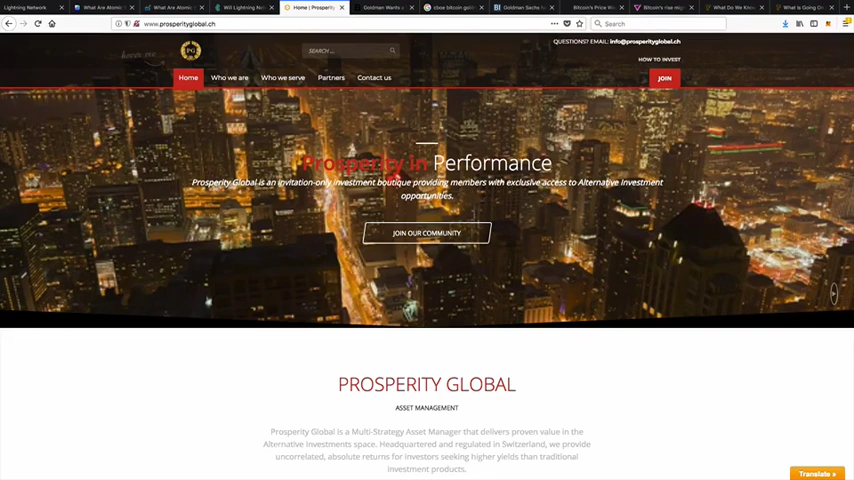 Lightning Network
What Are Atomic
What Are Atomic
Will Lightning Ne
Home | Prosperity
Goldman Wants a
cboe bitcoin gold
Goldman Sachs to
Bitcoin's Price Wo
Bitcoin's rise migh
What Do We Know
What is Going On
www.prosperityglobal.ch
Search
QUESTIONS? EMAIL: info@prosperityglobal.ch
PG
SEARCH ...
HOW TO INVEST
Home
Who we are
Who we serve
Partners
Contact us
JOIN
Prosperity in Performance
Prosperity Global is an invitation-only investment boutique providing members with exclusive access to Alternative Investment
opportunities.
JOIN OUR COMMUNITY
PROSPERITY GLOBAL
ASSET MANAGEMENT
Prosperity Global is a Multi-Strategy Asset Manager that delivers proven value in the
Alternative Investments space. Headquartered and regulated in Switzerland, we provide
uncorrelated, absolute returns for investors seeking higher yields than traditional
investment products.
Translate »